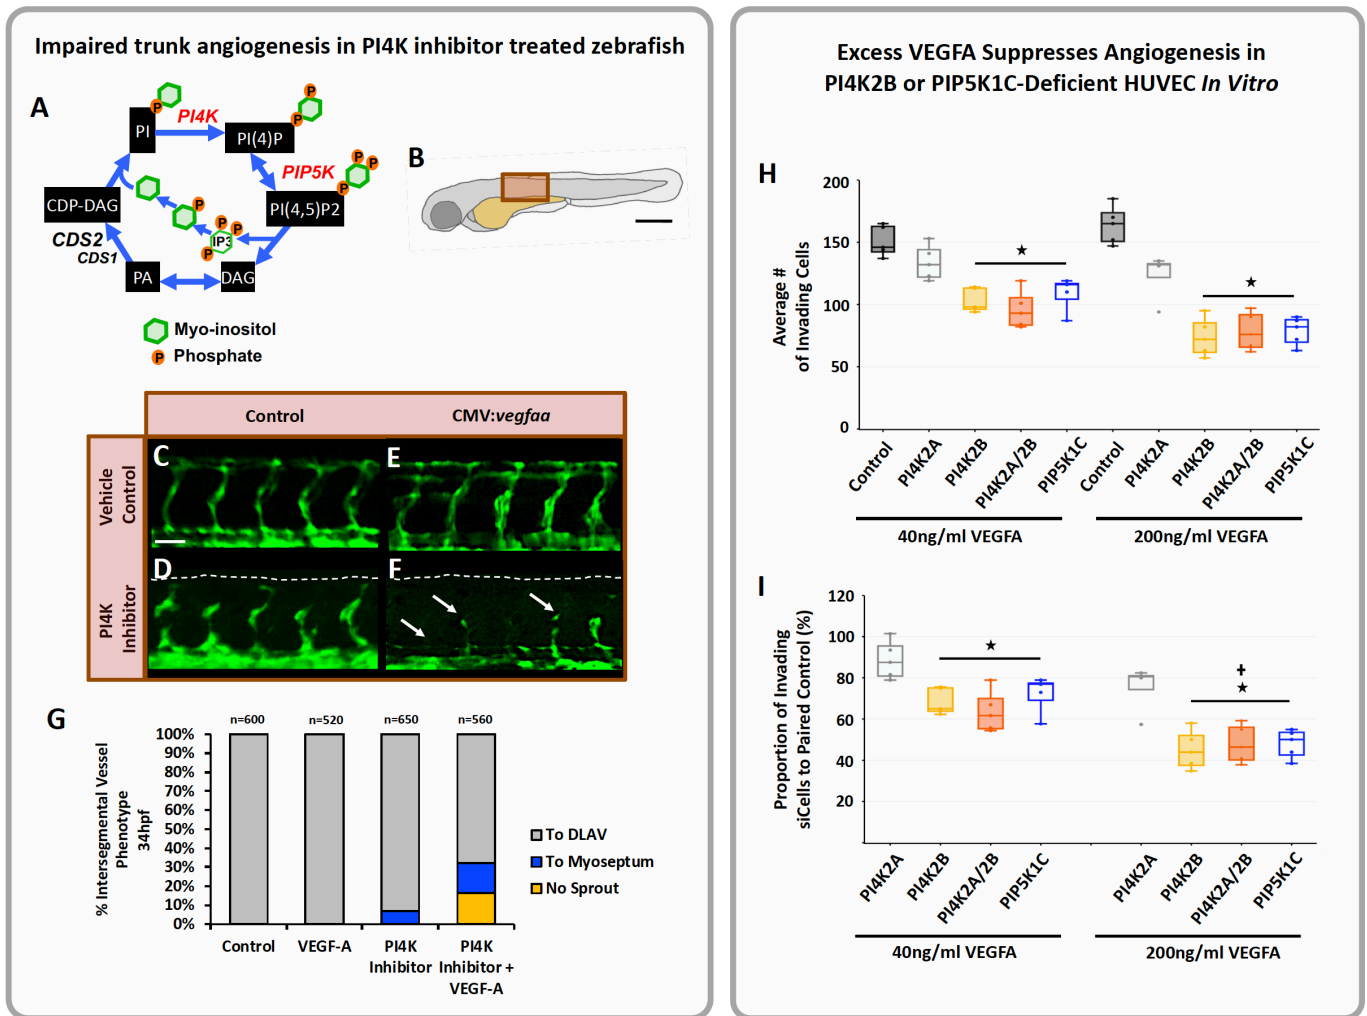 Impaired trunk angiogenesis in PI4K inhibitor treated zebrafish
A
P
P
PI
PI4K
P
P
PI(4)P
PIP5K
P
P
P
PI(4,5)P2
CDP-DAG
P
P
P
IP3
P
CDS2
CDS1
PA
DAG
Myo-inositol
P Phosphate
B
Control
CMV:vegfaa
Vehicle
Control
PI4K
Inhibitor
C
E
D
F
G
n=600
n=520
n=650
n=560
% Intersegmental Vessel
Phenotype
34hpf
100%
90%
80%
70%
60%
50%
40%
30%
20%
10%
0%
Control
VEGF-A
PI4K
Inhibitor
PI4K
Inhibitor +
VEGF-A
To DLAV
To Myoseptum
No Sprout
Excess VEGFA Suppresses Angiogenesis in
PI4K2B or PIP5K1C-Deficient HUVEC In Vitro
H
Average #
of Invading Cells
200
150
100
50
0
★
★
Control
PI4K2A
PI4K2B
PI4K2A/2B
PIP5K1C
Control
PI4K2A
PI4K2B
PI4K2A/2B
PIP5K1C
40ng/ml VEGFA
200ng/ml VEGFA
I
Proportion of Invading
siCells to Paired Control (%)
120
100
80
60
40
20
★
+
★
PI4K2A
PI4K2B
PI4K2A/2B
PIP5K1C
PI4K2A
PI4K2B
PI4K2A/2B
PIP5K1C
40ng/ml VEGFA
200ng/ml VEGFA